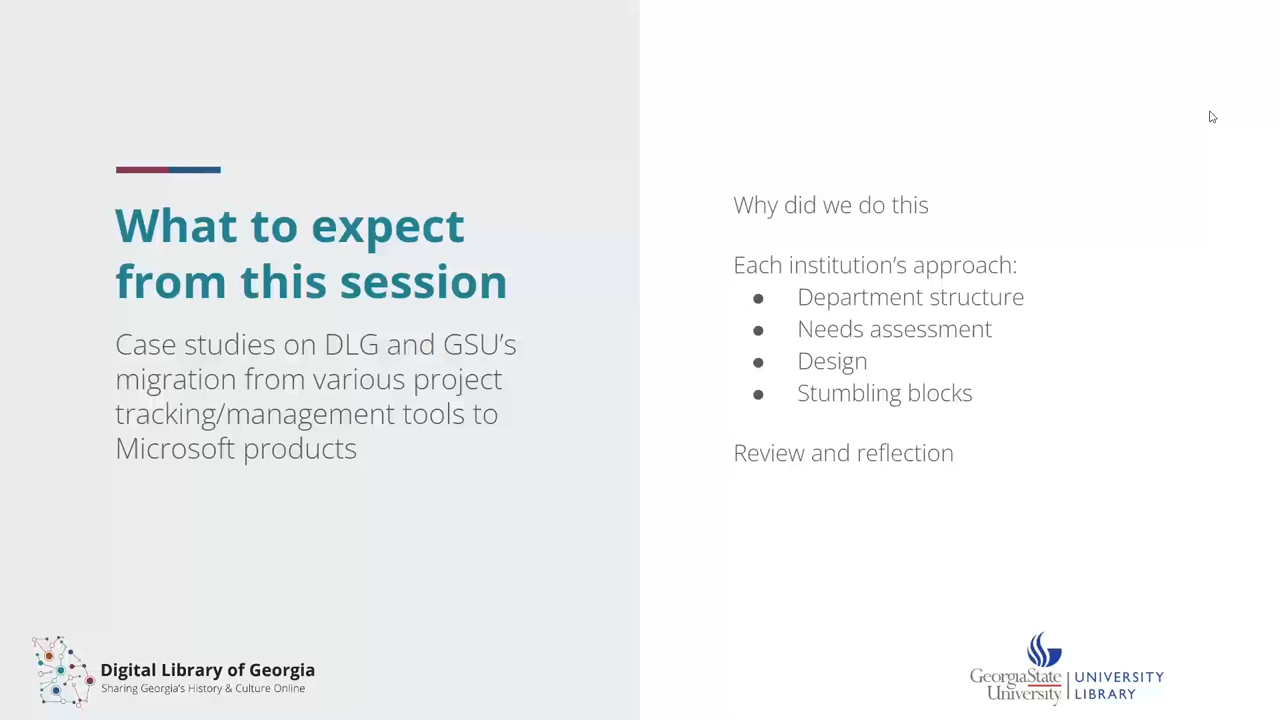 What to expect
from this session
Case studies on DLG and GSU's
migration from various project
tracking/management tools to
Microsoft products
Why did we do this
Each institution's approach:
● Department structure
● Needs assessment
● Design
● Stumbling blocks
Review and reflection
Digital Library of Georgia
Sharing Georgia's History & Culture Online
GeorgiaState
University
UNIVERSITY
LIBRARY